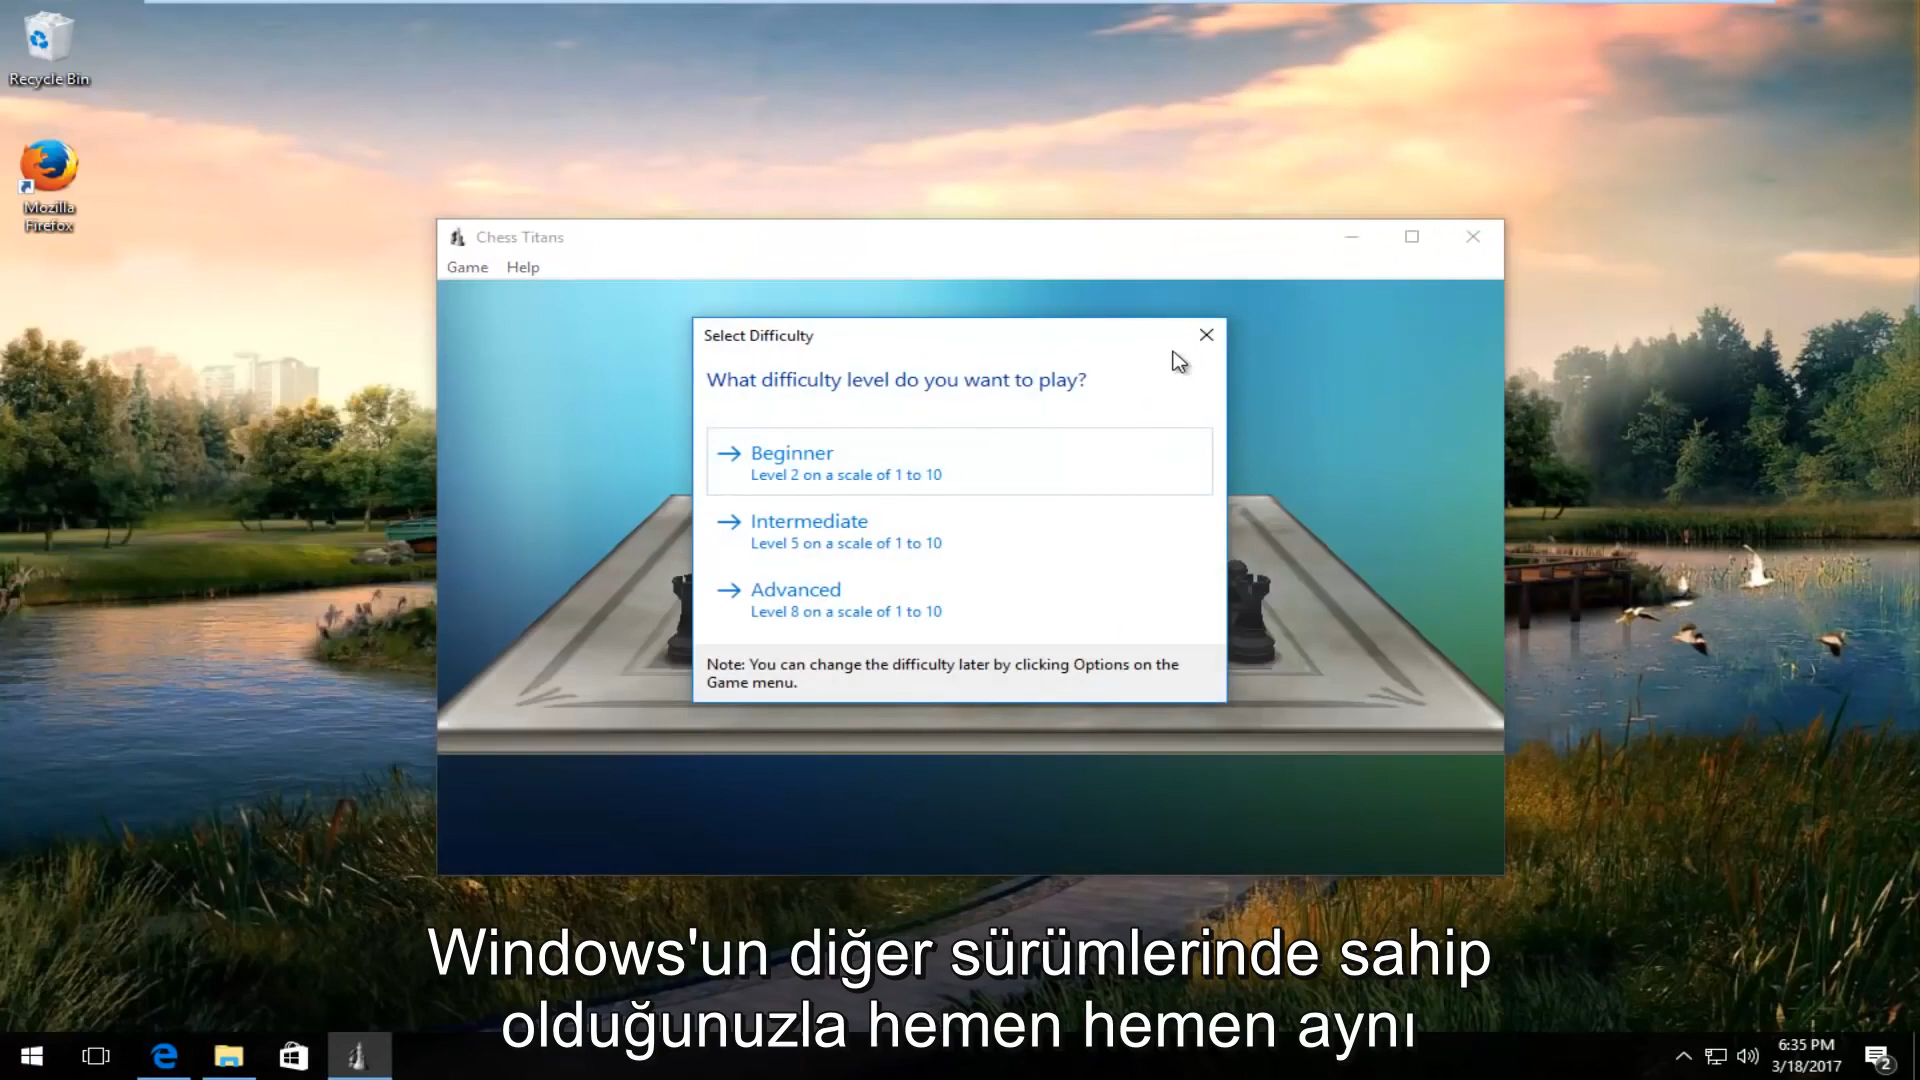 Recycle Bin
Mozilla
Firefox
Chess Titans
Game Help
Select Difficulty
What difficulty level do you want to play?
Beginner
Level 2 on a scale of 1 to 10
Intermediate
Level 5 on a scale of 1 to 10
Advanced
Level 8 on a scale of 1 to 10
Note: You can change the difficulty later by clicking Options on the
Game menu.
Windows'un diğer sürümlerinde sahip
olduğunuzla hemen hemen aynı
6:35 PM
3/18/2017
2